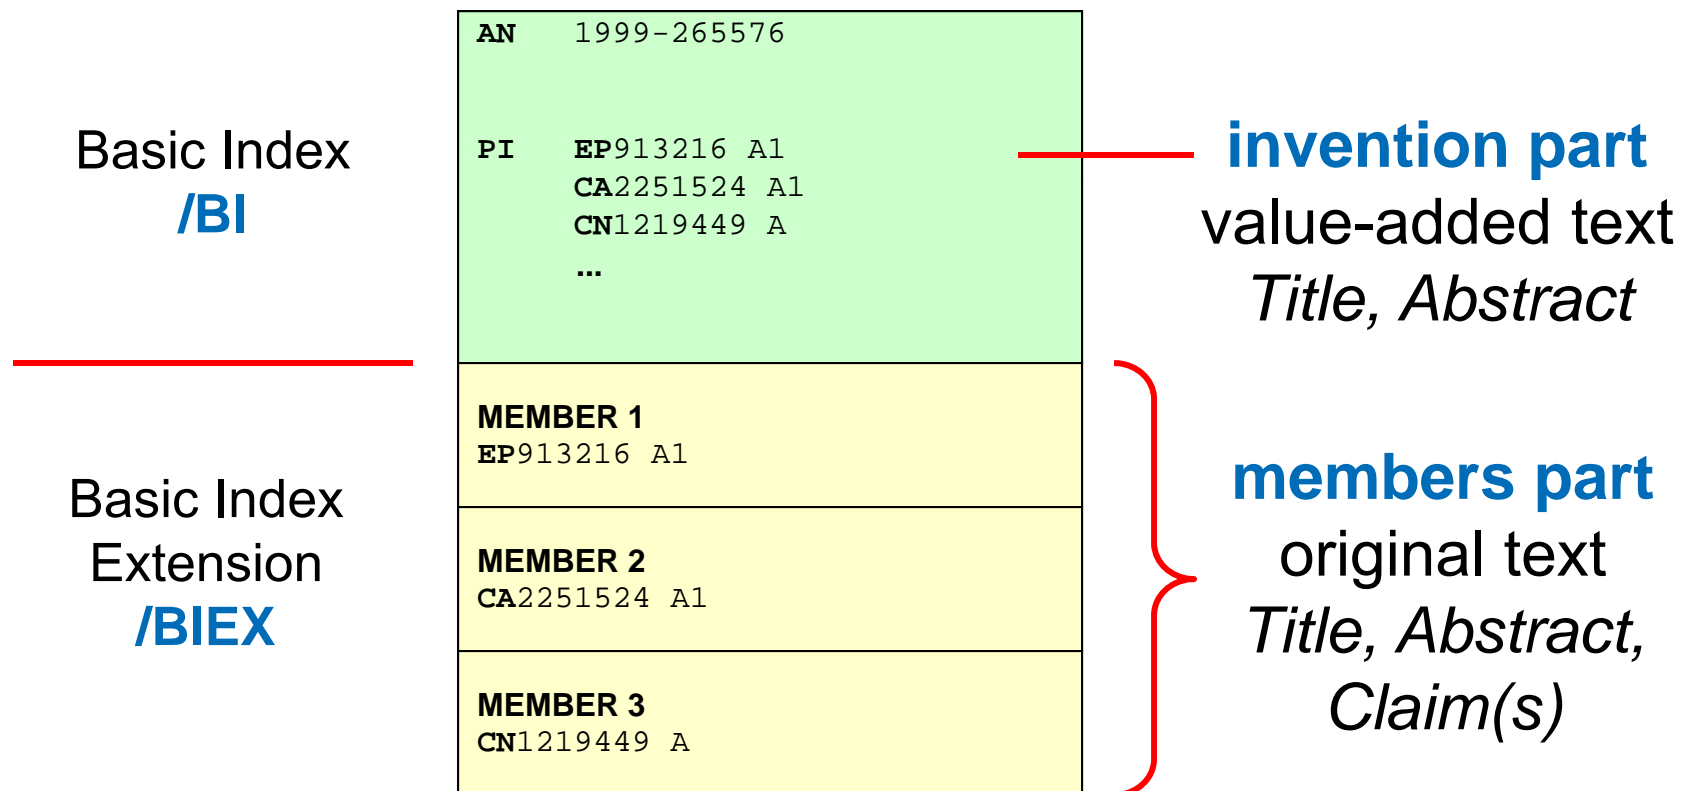 Basic Index
/BI
AN 1999-265576
PI EP913216 A1
CA2251524 A1
CN1219449 A
...
invention part
value-added text
Title, Abstract
Basic Index
Extension
/BIEX
MEMBER 1
EP913216 A1
MEMBER 2
CA2251524 A1
MEMBER 3
CN1219449 A
members part
original text
Title, Abstract,
Claim(s)